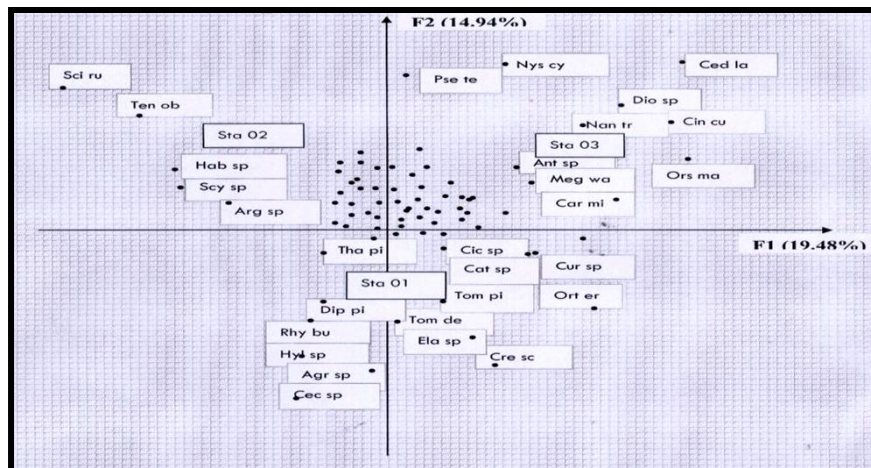 F2 (14.94%)
Nys cy
Ced la
Sci ru
Pse te
Ten ob
Dio sp
Nan tr
Cin cu
Sta 02
Sta 03
Hab sp
Ant sp
Ors ma
Scy sp
Meg wa
Arg sp
Car mi
F1 (19.48%)
Tha pi
Cic sp
Cat sp
Cur sp
Sta 01
Tom pi
Ort er
Dip pi
Tom de
Rhy bu
Ela sp
Hyl sp
Cre sc
Agr sp
Cec sp